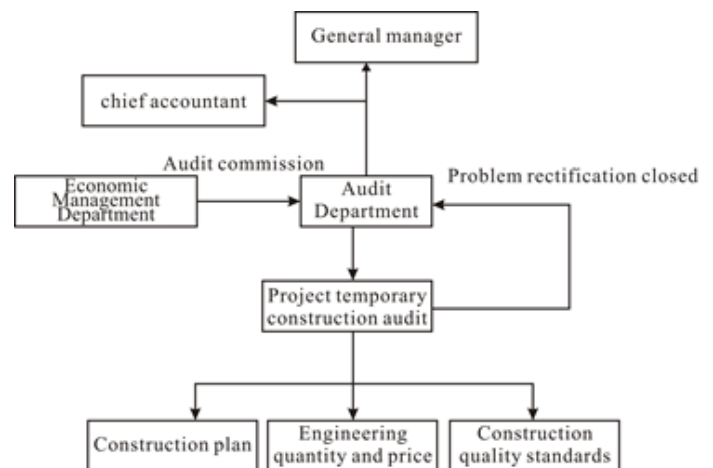 General manager
chief accountant
Audit commission
Economic
Management
Department
Audit
Department
Problem rectification closed
Project temporary
construction audit
Construction plan
Engineering
quantity and price
Construction
quality standards